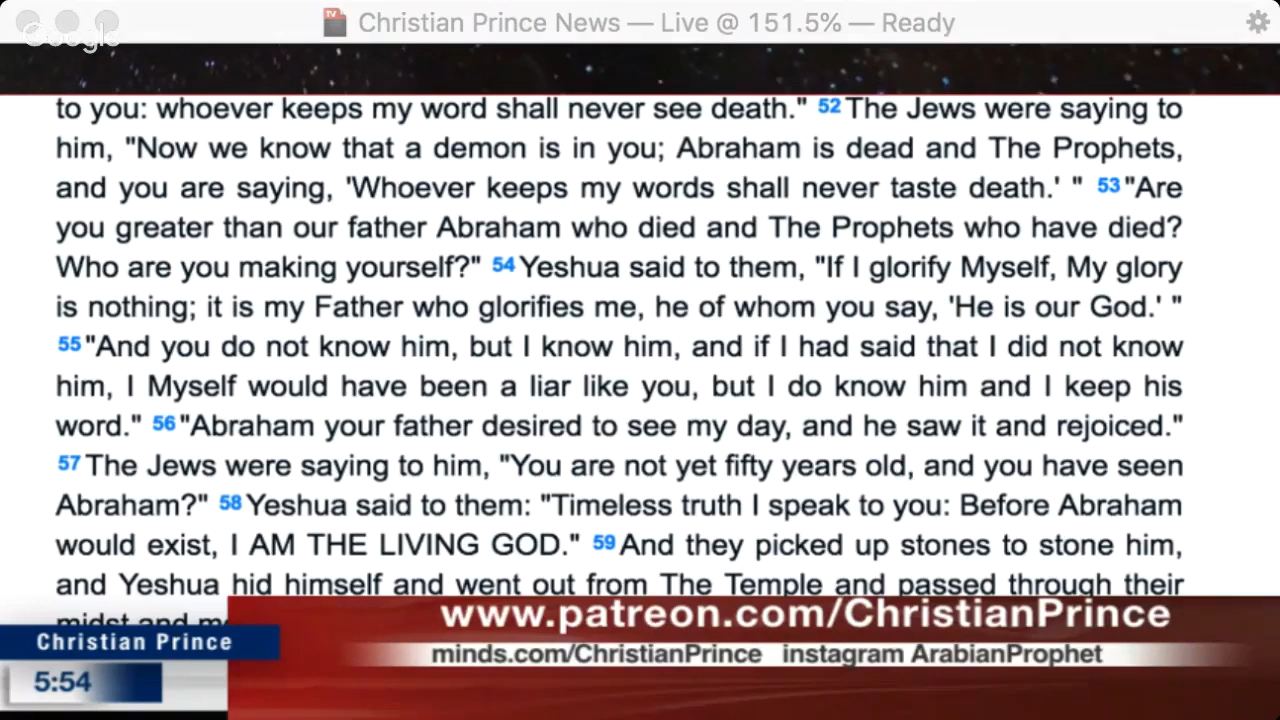 Christian Prince News — Live @ 151.5% — Ready
Google
to you: whoever keeps my word shall never see death." 52 The Jews were saying to
him, "Now we know that a demon is in you; Abraham is dead and The Prophets,
and you are saying, 'Whoever keeps my words shall never taste death.' " 53 "Are
you greater than our father Abraham who died and The Prophets who have died?
Who are you making yourself?" 54 Yeshua said to them, "If I glorify Myself, My glory
is nothing; it is my Father who glorifies me, he of whom you say, 'He is our God.' "
55 "And you do not know him, but I know him, and if I had said that I did not know
him, I Myself would have been a liar like you, but I do know him and I keep his
word." 56 "Abraham your father desired to see my day, and he saw it and rejoiced."
57 The Jews were saying to him, "You are not yet fifty years old, and you have seen
Abraham?" 58 Yeshua said to them: "Timeless truth I speak to you: Before Abraham
would exist, I AM THE LIVING GOD." 59 And they picked up stones to stone him,
and Yeshua hid himself and went out from The Temple and passed through their
midst and
www.patreon.com/ChristianPrince
Christian Prince
minds.com/ChristianPrince instagram ArabianProphet
5:54